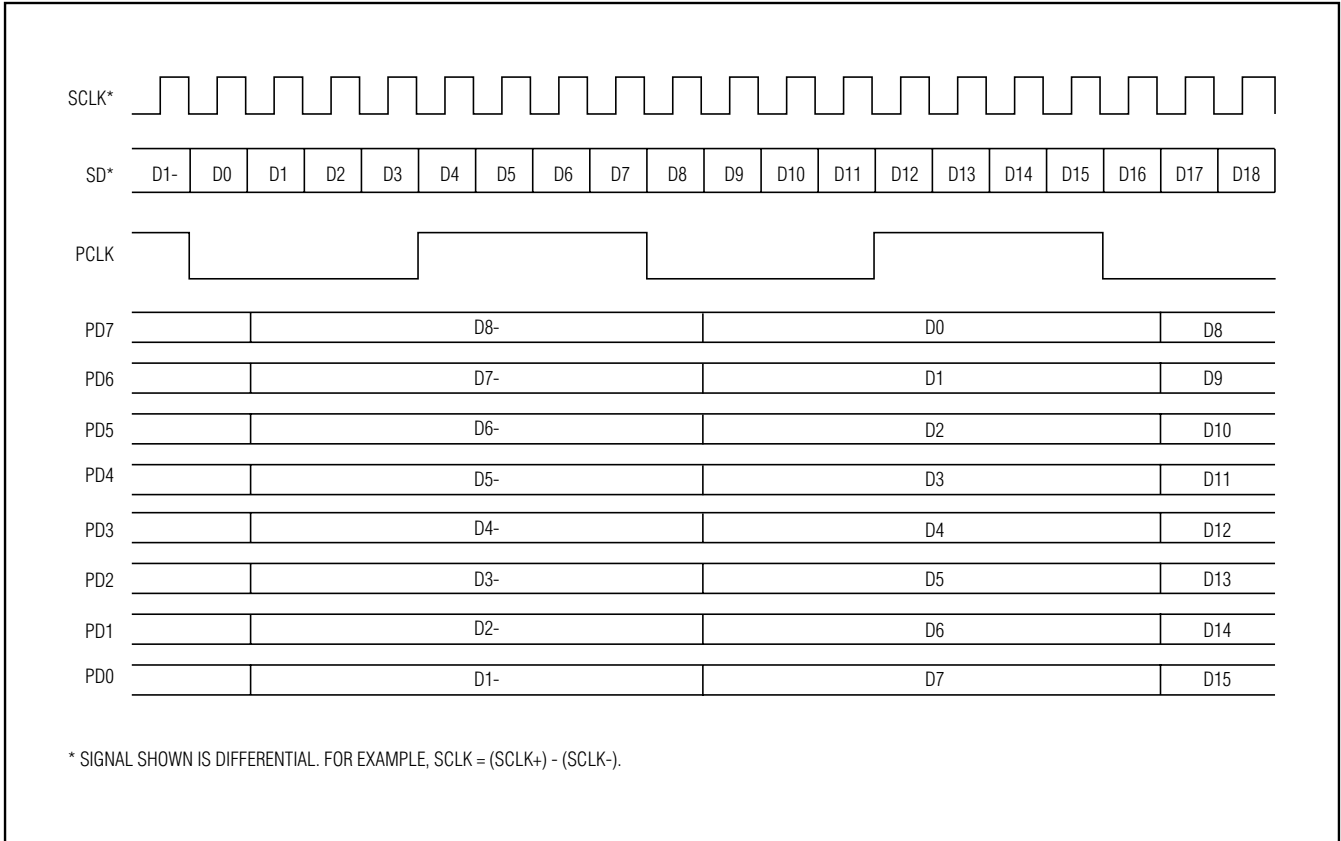 SCLK*
SD* D1- D0 D1 D2 D3 D4 D5 D6 D7 D8 D9 D10 D11 D12 D13 D14 D15 D16 D17 D18
PCLK
PD7 D8- D0 D8
PD6 D7- D1 D9
PD5 D6- D2 D10
PD4 D5- D3 D11
PD3 D4- D4 D12
PD2 D3- D5 D13
PD1 D2- D6 D14
PD0 D1- D7 D15
* SIGNAL SHOWN IS DIFFERENTIAL. FOR EXAMPLE, SCLK = (SCLK+) - (SCLK-).